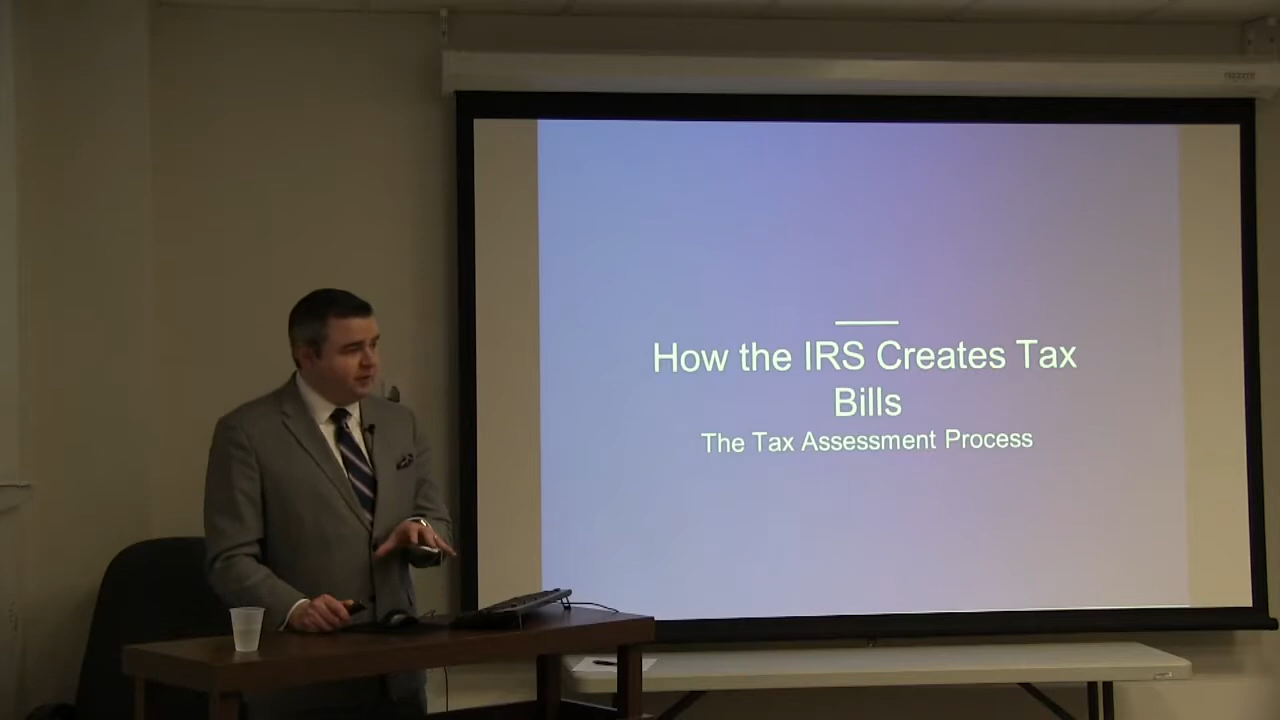 How the IRS Creates Tax
Bills
The Tax Assessment Process